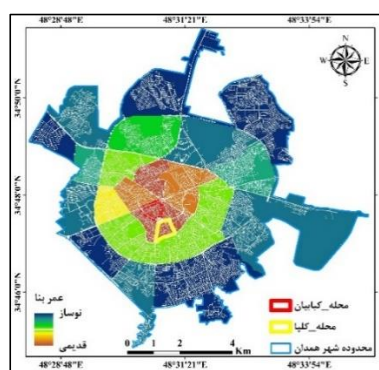 48°28'48"E 48°31'21"E 48°33'54"E
N
W E
S
34°50'0"N
34°48'0"N
34°46'0"N
عمر بنا
نوساز
قدیمی
محله_کبابیان
محله_کلپا
محدوده شهر همدان
0 1 2 4
Km